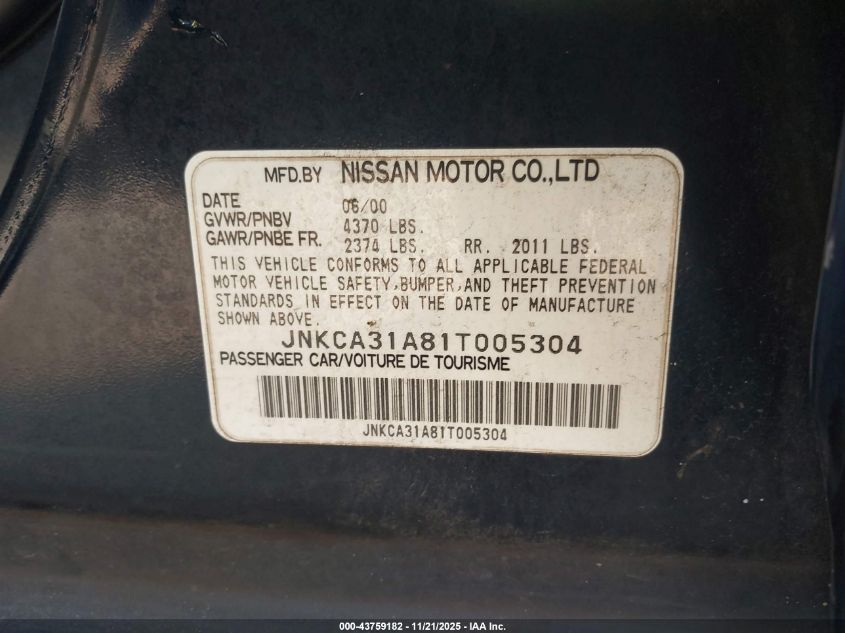 MFD.BY NISSAN MOTOR CO.,LTD
DATE 06/00
GVWR/PNBV 4370 LBS.
GAWR/PNBE FR. 2374 LBS. RR. 2011 LBS.
THIS VEHICLE CONFORMS TO ALL APPLICABLE FEDERAL
MOTOR VEHICLE SAFETY,BUMPER,AND THEFT PREVENTION
STANDARDS IN EFFECT ON THE DATE OF MANUFACTURE
SHOWN ABOVE.
JNKCA31A81T005304
PASSENGER CAR/VOITURE DE TOURISME
JNKCA31A81T005304
000-43759182 - 11/21/2025 - IAA Inc.